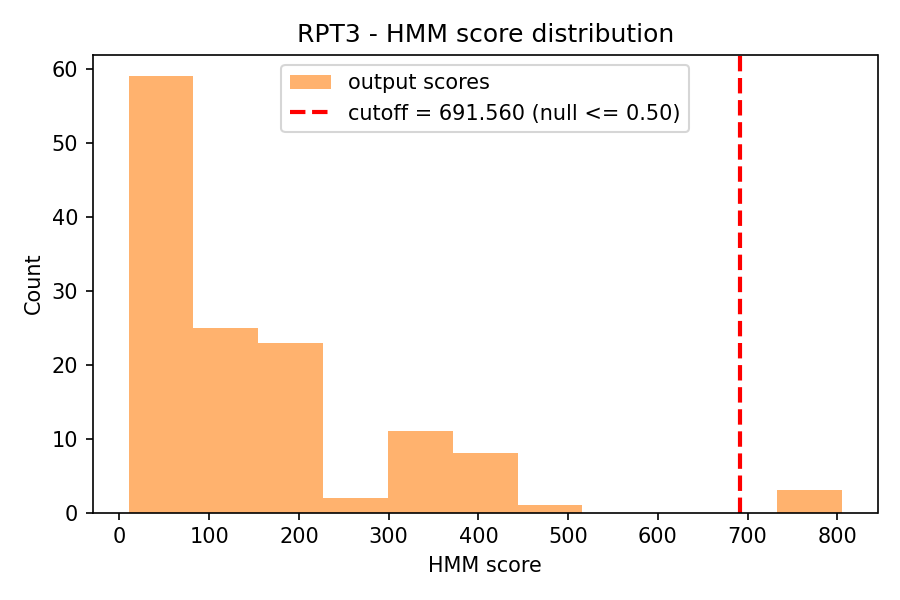 RPT3 - HMM score distribution
output scores
cutoff = 691.560 (null <= 0.50)
60
50
40
30
20
10
0
Count
0 100 200 300 400 500 600 700 800
HMM score